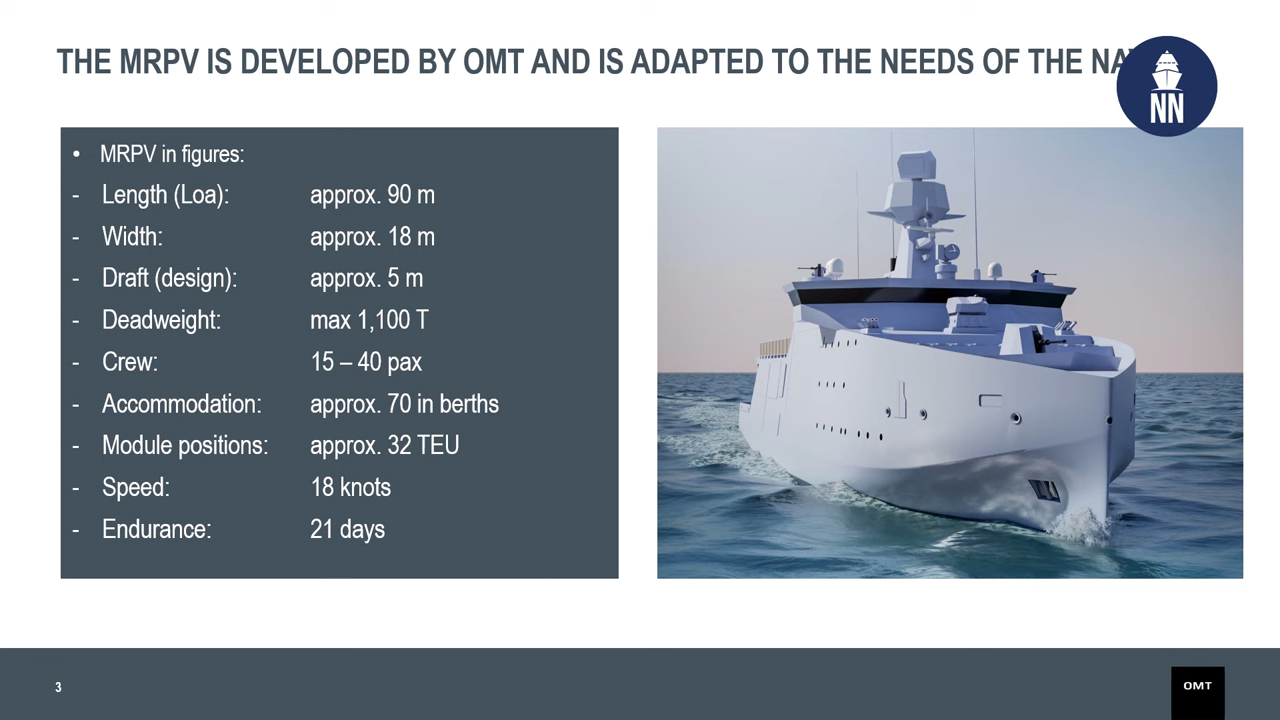 THE MRPV IS DEVELOPED BY OMT AND IS ADAPTED TO THE NEEDS OF THE
NN
• MRPV in figures:
- Length (Loa): approx. 90 m
- Width: approx. 18 m
- Draft (design): approx. 5 m
- Deadweight: max 1,100 T
- Crew: 15 – 40 pax
- Accommodation: approx. 70 in berths
- Module positions: approx. 32 TEU
- Speed: 18 knots
- Endurance: 21 days
3
OMT